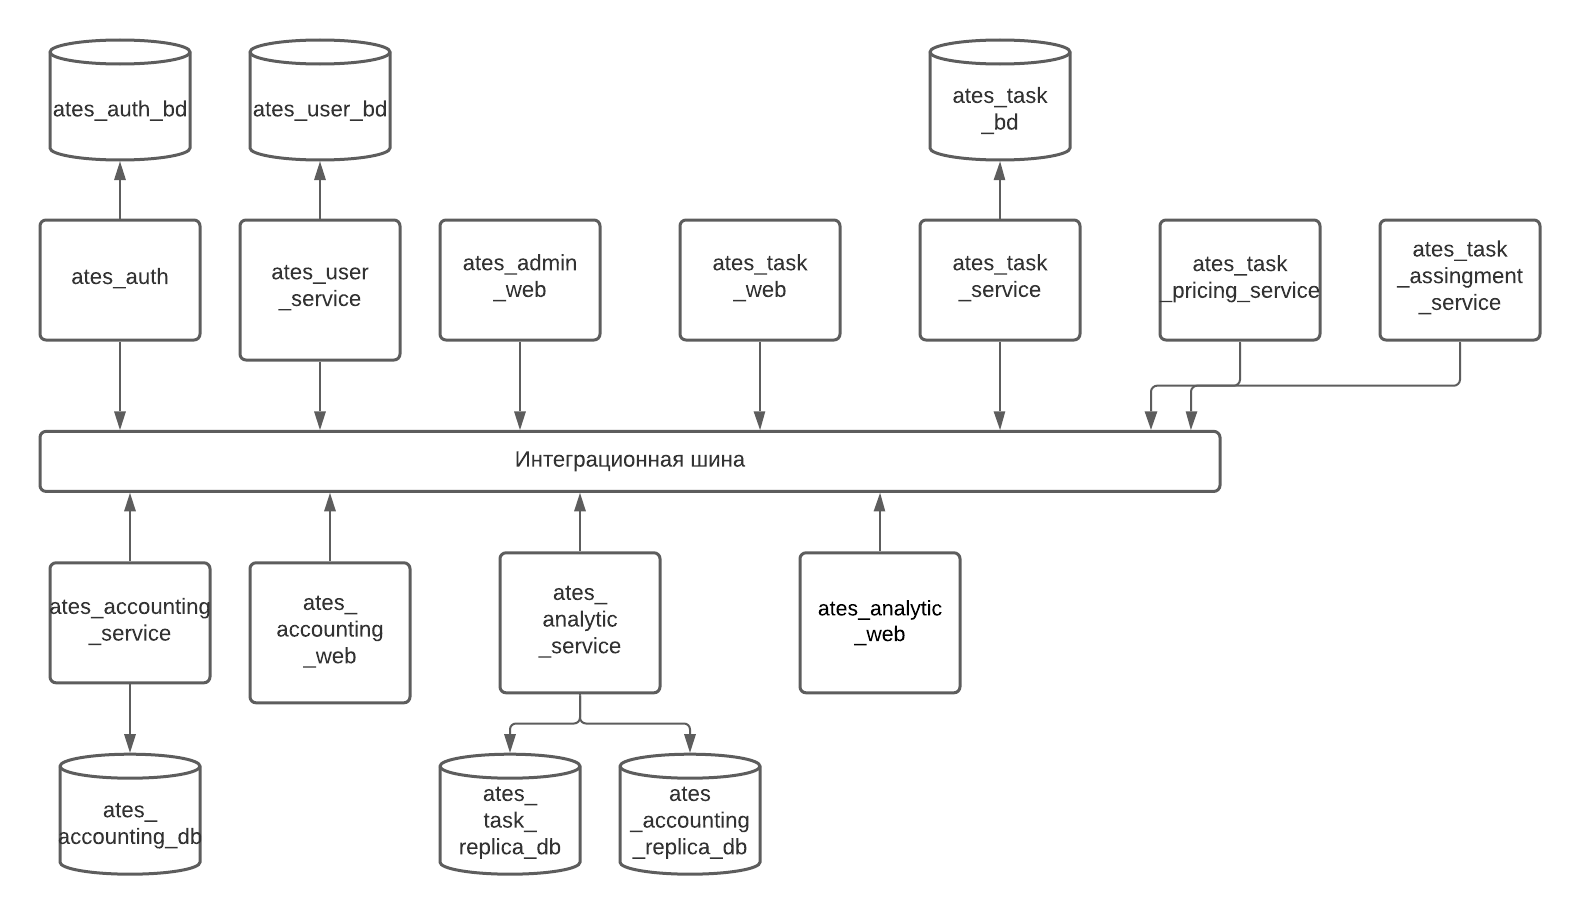 ates_auth_bd
ates_user_bd
ates_task
_bd
ates_auth
ates_user
_service
ates_admin
_web
ates_task
_web
ates_task
_service
ates_task
_pricing_service
ates_task
_assingment
_service
Интеграционная шина
ates_accounting
_service
ates_
accounting
_web
ates_
analytic
_service
ates_analytic
_web
ates_
accounting_db
ates_
task_
replica_db
ates
_accounting
_replica_db